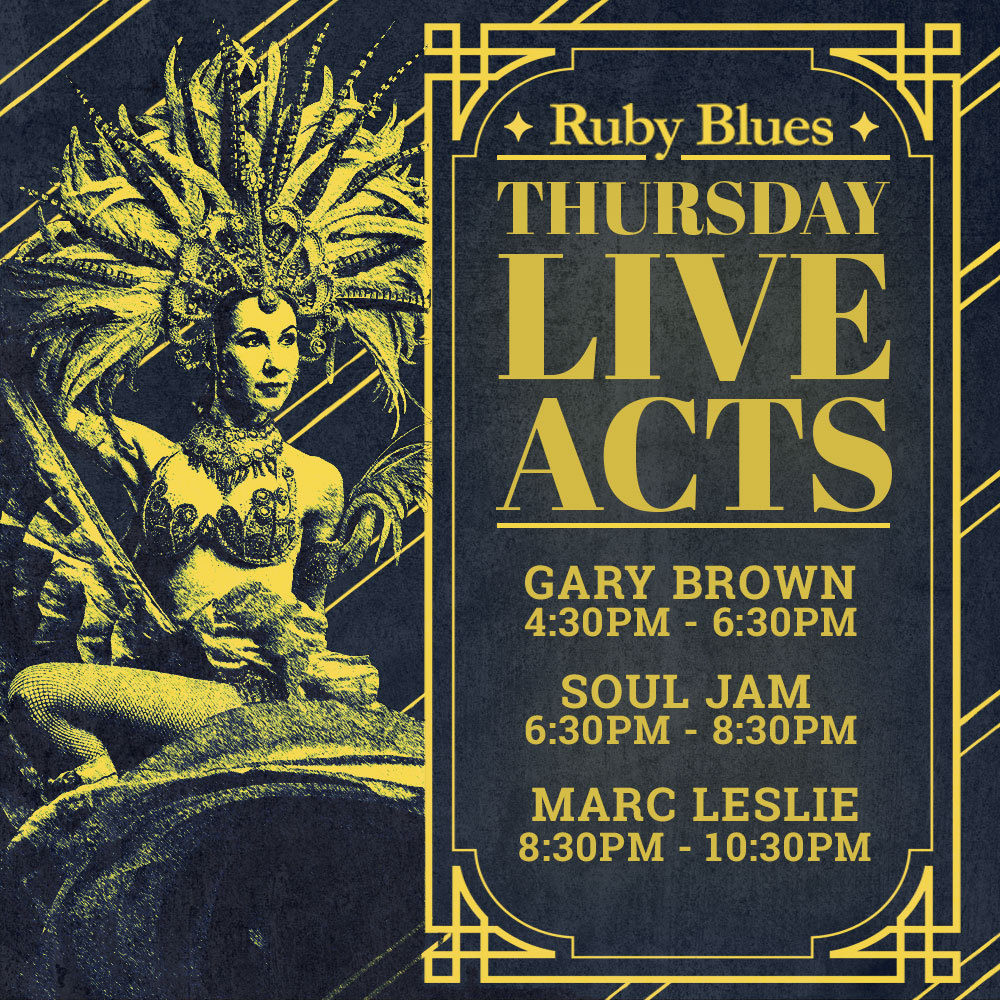 Ruby Blues
THURSDAY
LIVE
ACTS
GARY BROWN
4:30PM - 6:30PM
SOUL JAM
6:30PM - 8:30PM
MARC LESLIE
8:30PM - 10:30PM